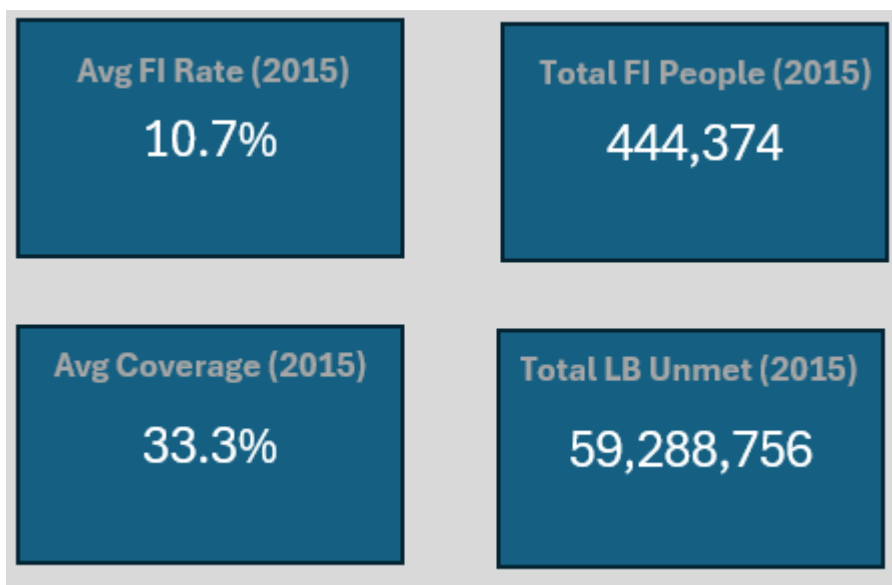 Avg FI Rate (2015)
10.7%
Total FI People (2015)
444,374
Avg Coverage (2015)
33.3%
Total LB Unmet (2015)
59,288,756